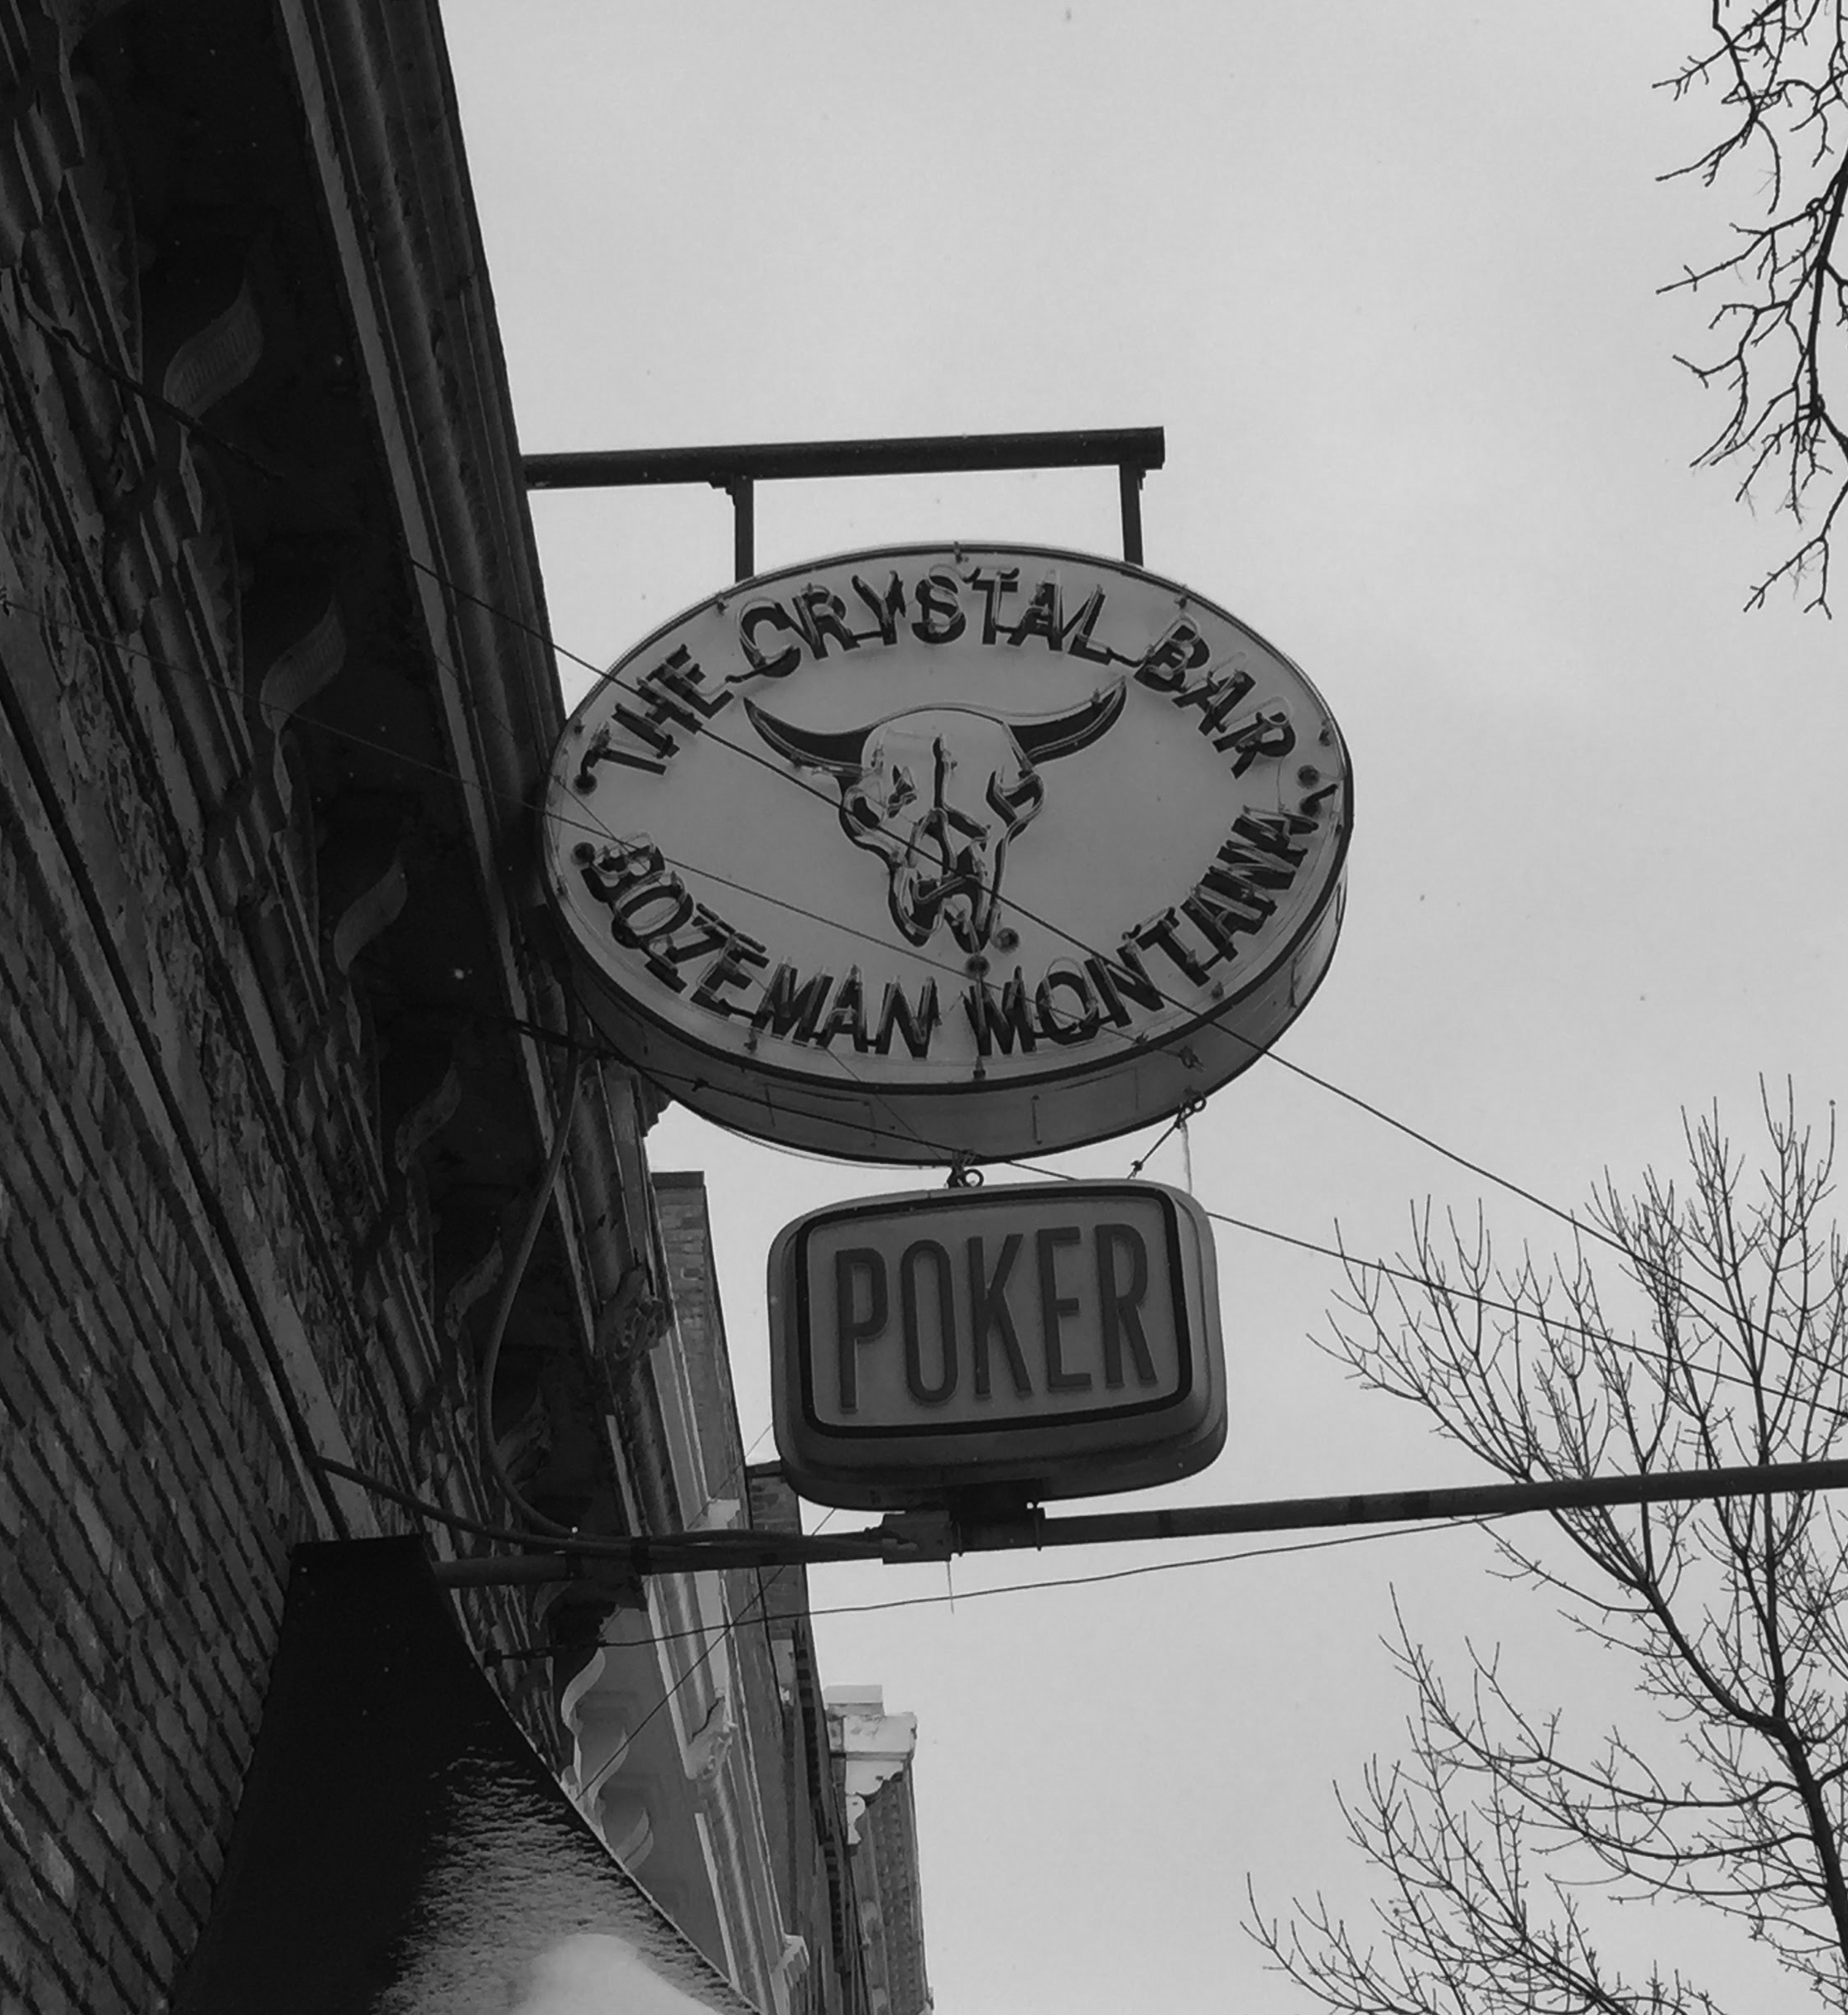 THE CRYSTAL BAR
BOZEMAN MONTANA
POKER